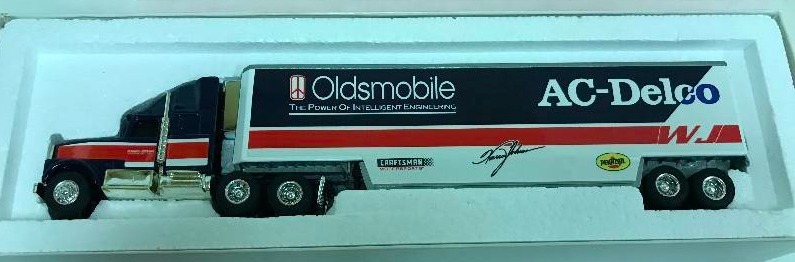 Oldsmobile
THE POWER OF INTELLIGENT ENGINEERING
AC-Delco
WJ
CRAFTSMAN
PENNZOIL